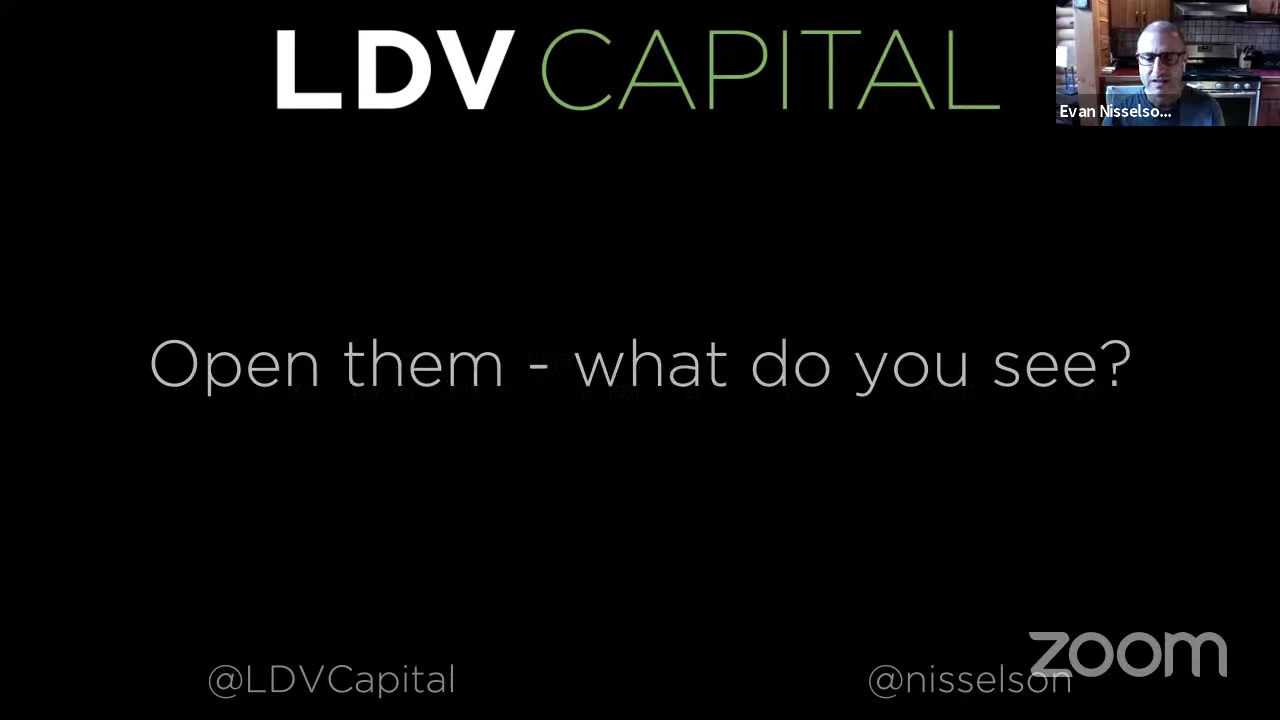 LDV CAPITAL
Evan Nisselso...
Open them - what do you see?
@LDVCapital
@nisselson
zoom